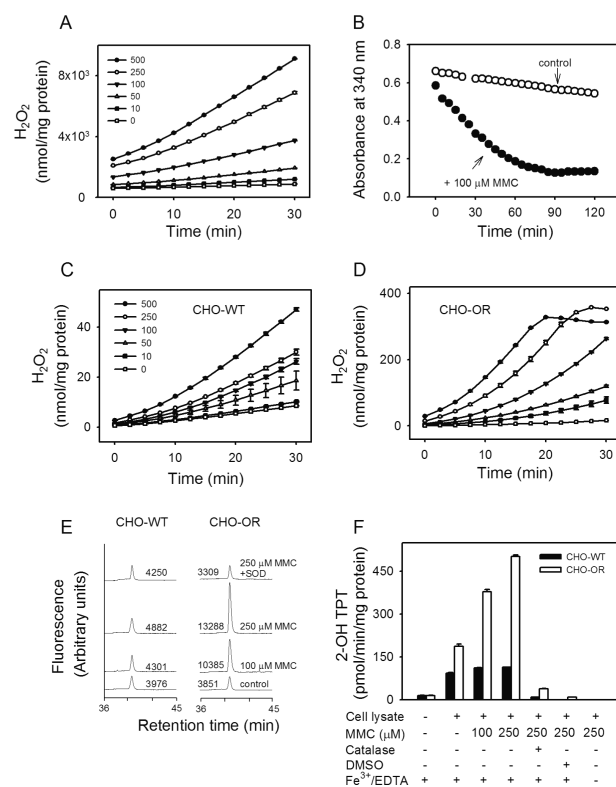 A
H2O2
(nmol/mg protein)
8x10³
4x10³
0
500
250
100
50
10
0
0 10 20 30
Time (min)
B
Absorbance at 340 nm
0.8
0.6
0.4
0.2
0.0
control
+ 100 μM MMC
0 30 60 90 120
Time (min)
C
CHO-WT
H2O2
(nmol/mg protein)
40
20
0
500
250
100
50
10
0
0 10 20 30
Time (min)
D
CHO-OR
H2O2
(nmol/mg protein)
400
200
0
0 10 20 30
Time (min)
E
CHO-WT CHO-OR
Fluorescence
(Arbitrary units)
4250 3309 250 μM MMC
+SOD
4882 13288 250 μM MMC
4301 10385 100 μM MMC
3976 3851 control
36 45 36 45
Retention time (min)
F
2-OH TPT
(pmol/min/mg protein)
450
300
150
0
CHO-WT
CHO-OR
Cell lysate - + + + + + +
MMC (μM) - - 100 250 250 250 250
Catalase - - - - + - -
DMSO - - - - - + -
Fe3+/EDTA + + + + + + -